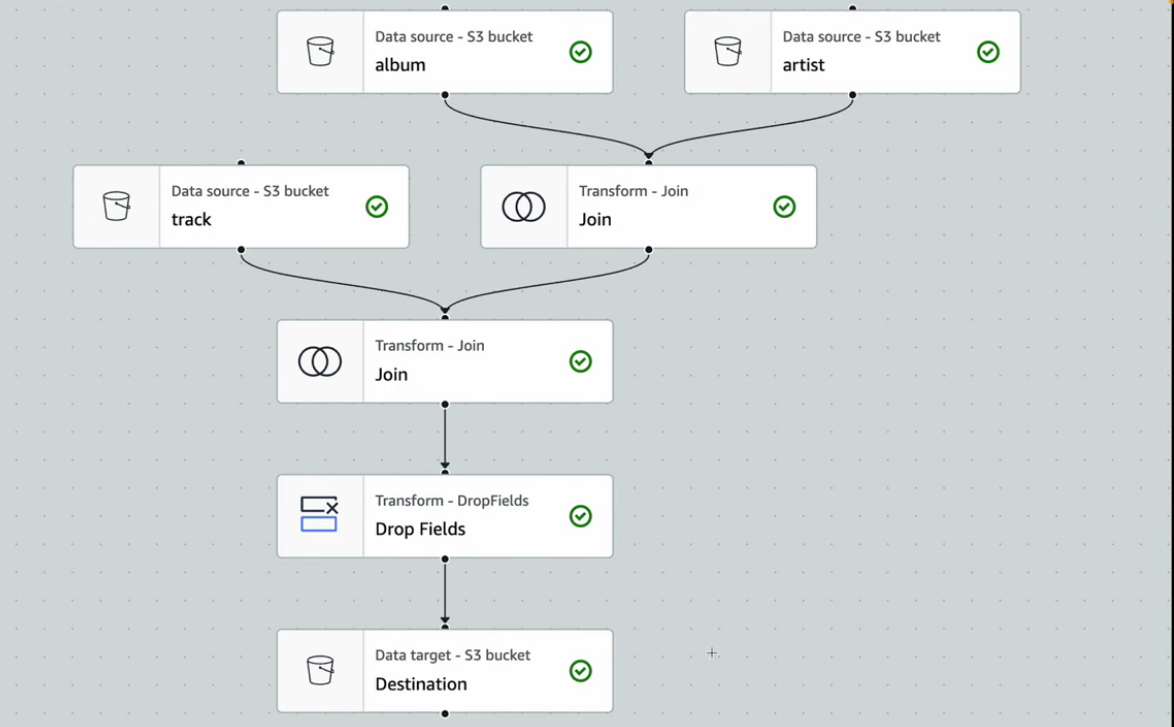 Data source - S3 bucket
album
Data source - S3 bucket
artist
Data source - S3 bucket
track
Transform - Join
Join
Transform - Join
Join
Transform - DropFields
Drop Fields
Data target - S3 bucket
Destination